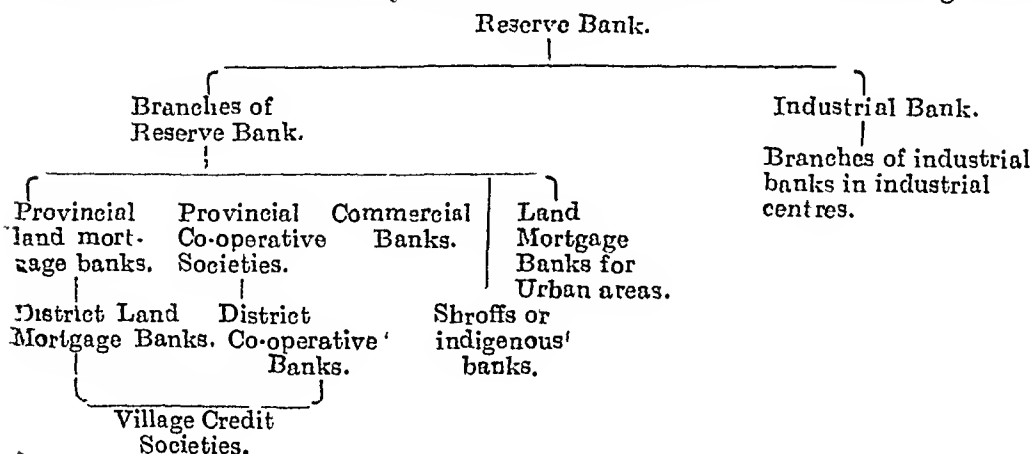 Reserve Bank.
Branches of
Reserve Bank.
Industrial Bank.
Branches of industrial
banks in industrial
centres.
Provincial
land mort-
gage banks.
Provincial
Co-operative
Societies.
Commercial
Banks.
Land
Mortgage
Banks for
Urban areas.
District Land
Mortgage Banks.
District
Co-operative
Banks.
Shroffs or
indigenous
banks.
Village Credit
Societies.